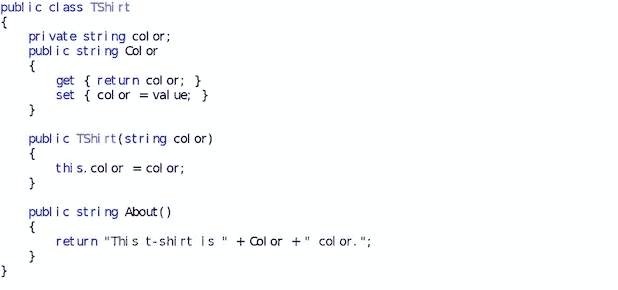 public class TShirt
{
    private string color;
    public string Color
    {
        get { return color; }
        set { color = value; }
    }

    public TShirt(string color)
    {
        this.color = color;
    }

    public string About()
    {
        return "This t-shirt is " + Color + " color.";
    }
}